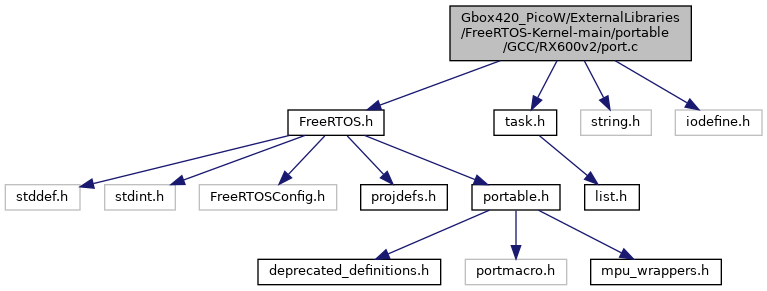 Gbox420_PicoW/ExternalLibraries
/FreeRTOS-Kernel-main/portable
/GCC/RX600v2/port.c
FreeRTOS.h
task.h
string.h
iodefine.h
stddef.h
stdint.h
FreeRTOSConfig.h
projdefs.h
portable.h
list.h
deprecated_definitions.h
portmacro.h
mpu_wrappers.h